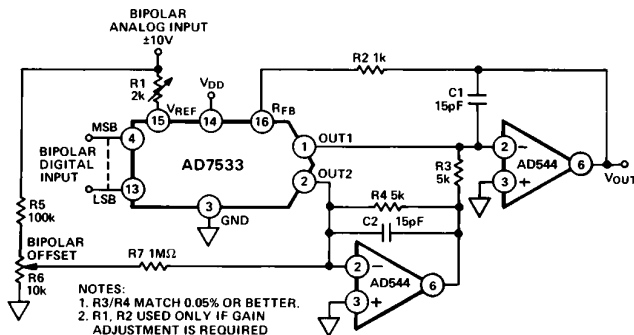 BIPOLAR
ANALOG INPUT
±10V
R1
2k
VDD
R2 1k
C1
15pF
VREF
RFB
15
14
16
MSB
4
OUT1
1
AD7533
BIPOLAR
DIGITAL
INPUT
OUT2
2
LSB
13
3
GND
R3
5k
2 −
AD544
6
3 +
VOUT
R4 5k
C2
15pF
R5
100k
BIPOLAR
OFFSET
R6
10k
R7 1MΩ
2 −
AD544
6
3 +
NOTES:
1. R3/R4 MATCH 0.05% OR BETTER.
2. R1, R2 USED ONLY IF GAIN
ADJUSTMENT IS REQUIRED